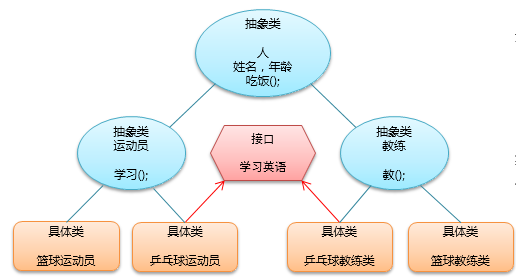 抽象类
人
姓名，年龄
吃饭();
抽象类
运动员
学习();
接口
学习英语
抽象类
教练
教();
具体类
篮球运动员
具体类
乒乓球运动员
具体类
乒乓球教练类
具体类
篮球教练类